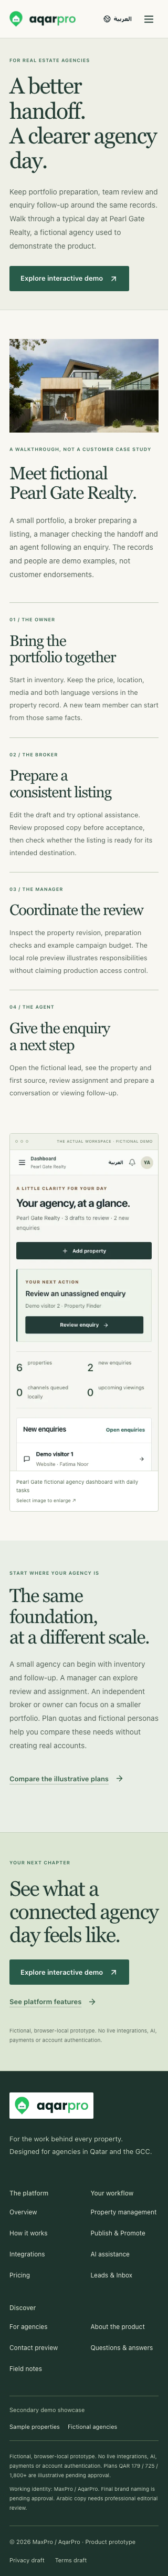 aqarpro
العربية
FOR REAL ESTATE AGENCIES
A better
handoff.
A clearer agency
day.
Keep portfolio preparation, team review and
enquiry follow-up around the same records.
Walk through a typical day at Pearl Gate
Realty, a fictional agency used to
demonstrate the product.
Explore interactive demo
A WALKTHROUGH, NOT A CUSTOMER CASE STUDY
Meet fictional
Pearl Gate Realty.
A small portfolio, a broker preparing a
listing, a manager checking the handoff and
an agent following an enquiry. The records
and people are demo examples, not
customer endorsements.
01 / THE OWNER
Bring the
portfolio together
Start in inventory. Keep the price, location,
media and both language versions in the
property record. A new team member can start
from those same facts.
02 / THE BROKER
Prepare a
consistent listing
Edit the draft and try optional assistance.
Review proposed copy before acceptance,
then check whether the listing is ready for its
intended destination.
03 / THE MANAGER
Coordinate the review
Inspect the property revision, preparation
checks and example campaign budget. The
local role preview illustrates responsibilities
without claiming production access control.
04 / THE AGENT
Give the enquiry
a next step
Open the fictional lead, see the property and
first source, review assignment and prepare a
conversation or viewing follow-up.
THE ACTUAL WORKSPACE · FICTIONAL DEMO
Dashboard
Pearl Gate Realty
العربية
YA
A LITTLE CLARITY FOR YOUR DAY
Your agency, at a glance.
Pearl Gate Realty · 3 drafts to review · 2 new
enquiries
Add property
YOUR NEXT ACTION
Review an unassigned enquiry
Demo visitor 2 · Property Finder
Review enquiry
6 properties
2 new enquiries
0 channels queued locally
0 upcoming viewings
New enquiries
Open enquiries
Demo visitor 1
Website · Fatima Noor
Pearl Gate fictional agency dashboard with daily
tasks
Select image to enlarge ↗
START WHERE YOUR AGENCY IS
The same
foundation,
at a different scale.
A small agency can begin with inventory
and follow-up. A manager can explore
review and assignment. An independent
broker or owner can focus on a smaller
portfolio. Plan quotas and fictional personas
help you compare these needs without
creating real accounts.
Compare the illustrative plans
YOUR NEXT CHAPTER
See what a
connected agency
day feels like.
Explore interactive demo
See platform features
Fictional, browser-local prototype. No live integrations, AI,
payments or account authentication.
aqarpro
For the work behind every property.
Designed for agencies in Qatar and the GCC.
The platform
Overview
How it works
Integrations
Pricing
Your workflow
Property management
Publish & Promote
AI assistance
Leads & Inbox
Discover
For agencies
Contact preview
Field notes
About the product
Questions & answers
Secondary demo showcase
Sample properties
Fictional agencies
Fictional, browser-local prototype. No live integrations, AI,
payments or account authentication. Plans QAR 179 / 725 /
1,500+ are illustrative pending approval.
Working identity: MaxPro / AqarPro. Final brand naming is
pending approval. Arabic copy needs professional editorial
review.
© 2026 MaxPro / AqarPro · Product prototype
Privacy draft
Terms draft